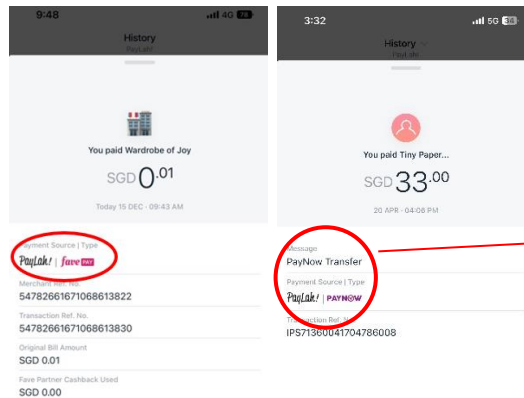 9:48
4G 78
History
PayLah!
You paid Wardrobe of Joy
SGD 0.01
Today 15 DEC - 09:43 AM
Payment Source | Type
PayLah! | fave PAY
Merchant Ref. No.
54782661671068613822
Transaction Ref. No.
54782661671068613830
Original Bill Amount
SGD 0.01
Fave Partner Cashback Used
SGD 0.00
3:32
5G 33
History
PayLah!
You paid Tiny Paper...
SGD 33.00
20 APR - 04:06 PM
Message
PayNow Transfer
Payment Source | Type
PayLah! | PAYNOW
Transaction Ref. No.
IPS71360041704786008